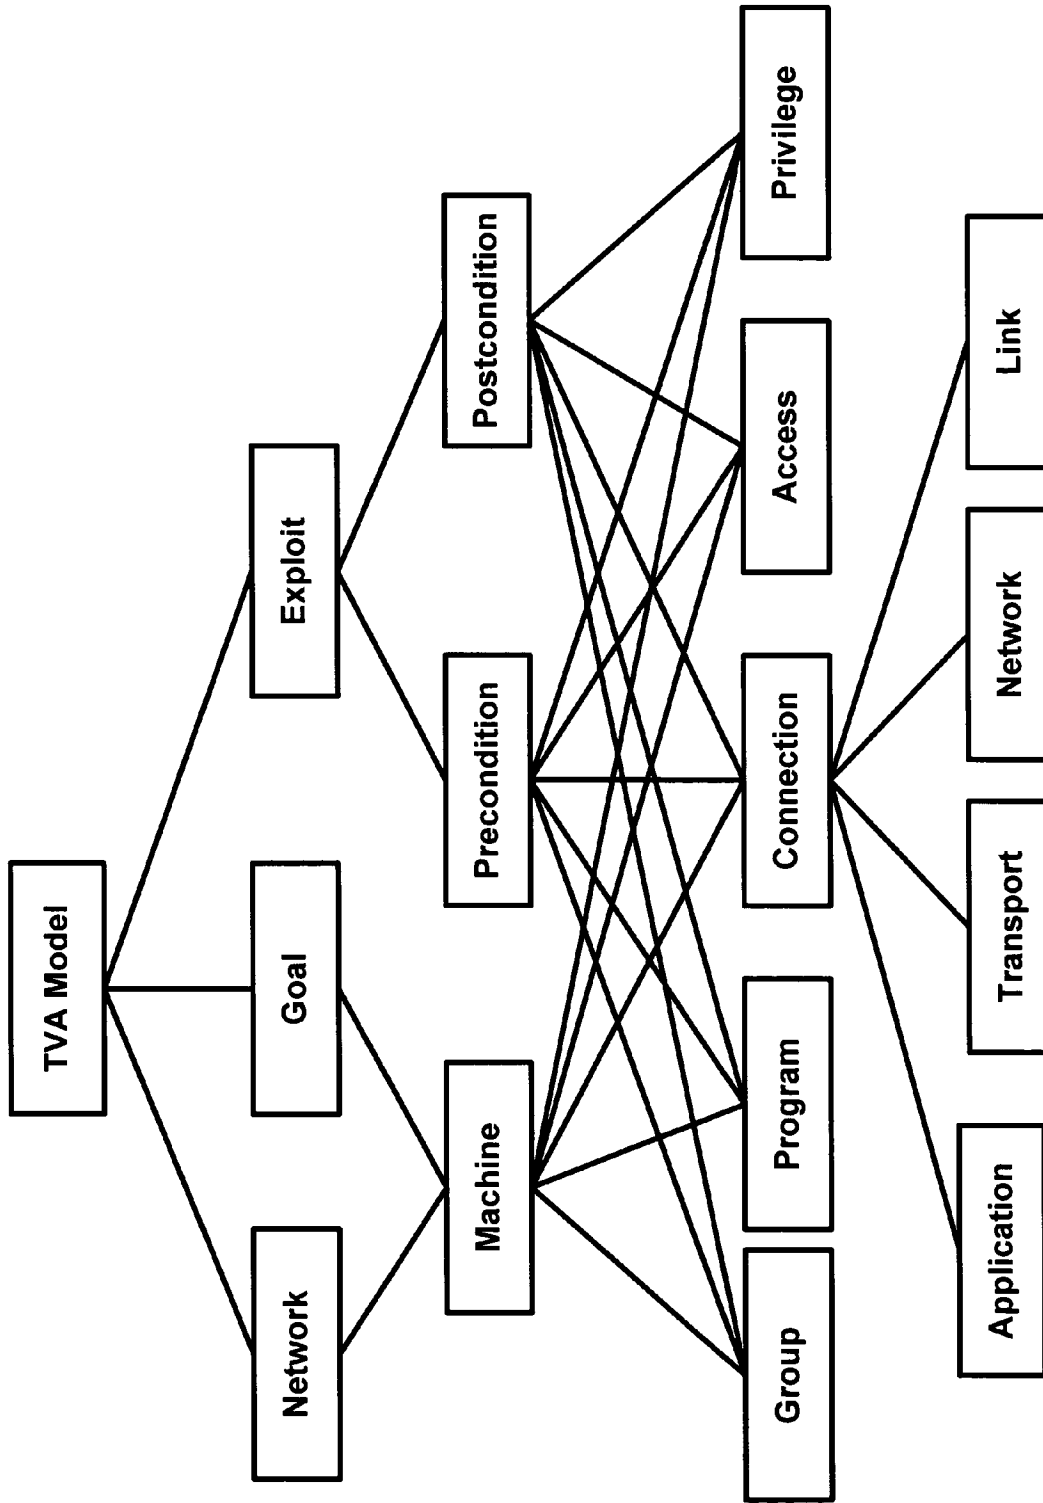 TVA Model
Network
Goal
Exploit
Machine
Precondition
Postcondition
Group
Program
Connection
Access
Privilege
Application
Transport
Network
Link